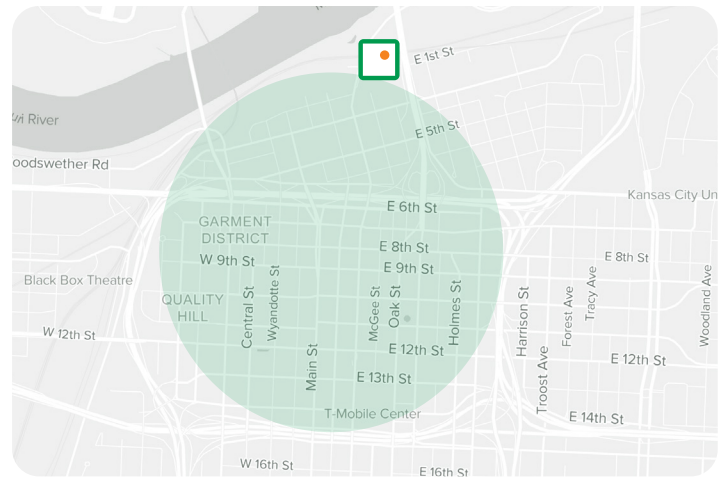 E 1st St
ıri River
E 5th St
oodswether Rd
Kansas City Un
E 6th St
GARMENT
DISTRICT
E 8th St
E 8th St
W 9th St
E 9th St
Black Box Theatre
QUALITY
HILL
Central St
Wyandotte St
McGee St
Oak St
Holmes St
Harrison St
Forest Ave
Tracy Ave
Woodland Ave
W 12th St
Main St
E 12th St
E 12th St
Troost Ave
E 13th St
T-Mobile Center
E 14th St
W 16th St
E 16th St